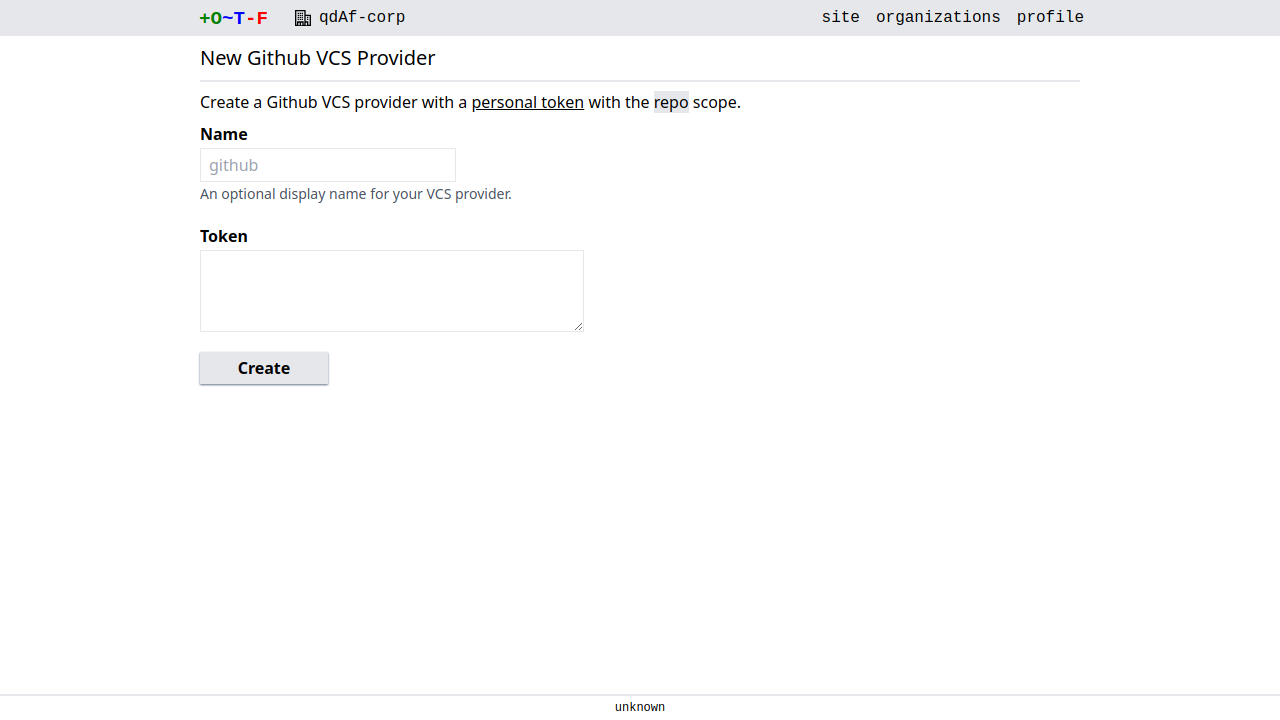 +O~T-F qdAf-corp site organizations profile
New Github VCS Provider
Create a Github VCS provider with a personal token with the repo scope.
Name
github
An optional display name for your VCS provider.
Token
Create
unknown